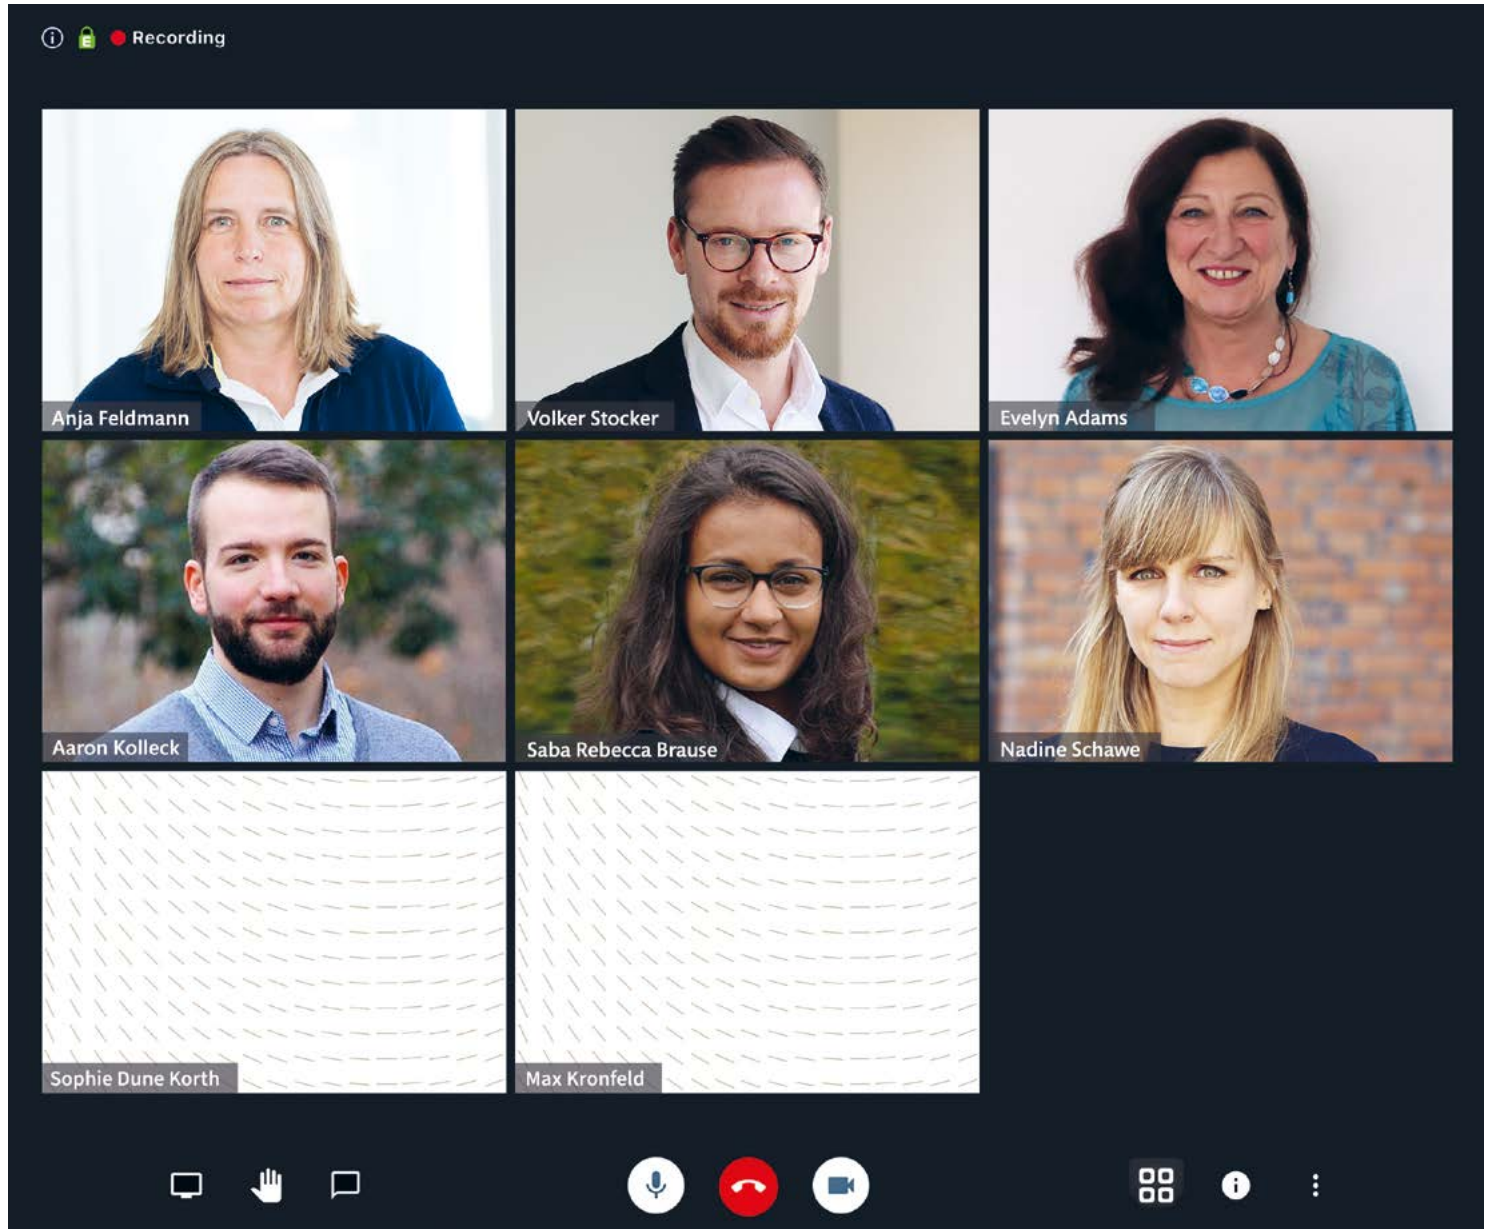 E
Recording
Anja Feldmann
Volker Stocker
Evelyn Adams
Aaron Kolleck
Saba Rebecca Brause
Nadine Schawe
Sophie Dune Korth
Max Kronfeld